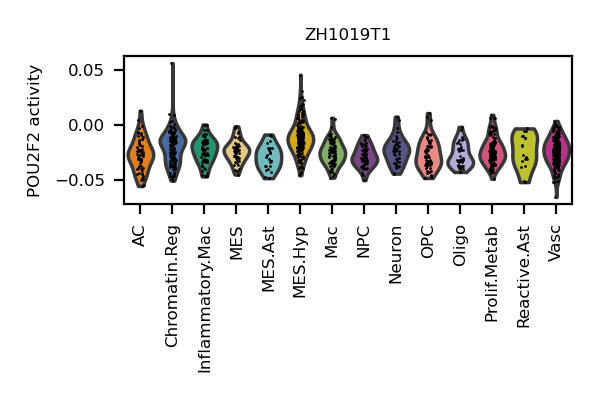 ZH1019T1
POU2F2 activity
0.05
0.00
−0.05
AC
Chromatin.Reg
Inflammatory.Mac
MES
MES.Ast
MES.Hyp
Mac
NPC
Neuron
OPC
Oligo
Prolif.Metab
Reactive.Ast
Vasc